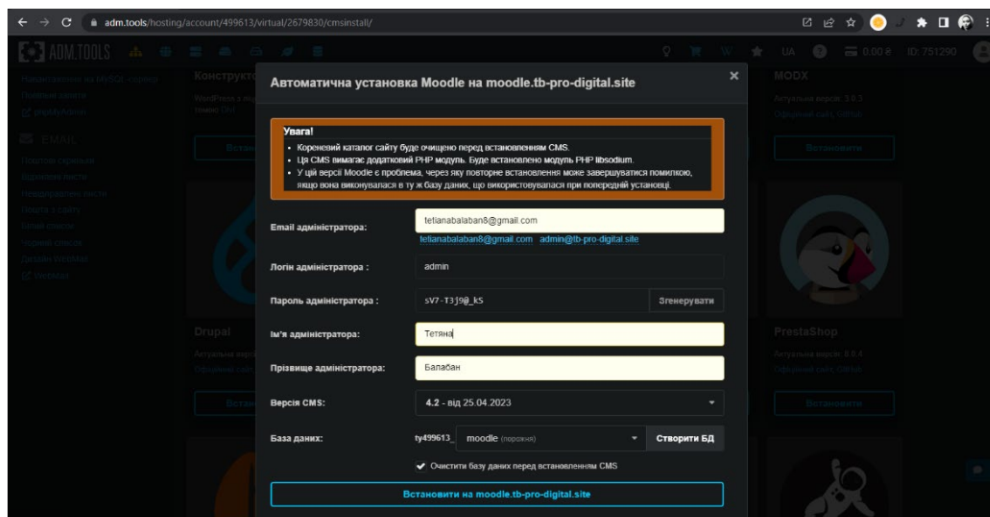 adm.tools/hosting/account/499613/virtual/2679830/cmsinstall/
ADM.TOOLS
UA
0.00 ₴
ID: 751290
phpMyAdmin
EMAIL
Конструкт
MODX
Автоматична установка Moodle на moodle.tb-pro-digital.site
×
Увага!
• Кореневий каталог сайту буде очищено перед встановленням CMS.
• Ця CMS вимагає додатковий PHP модуль. Буде встановлено модуль PHP libsodium.
• У цій версії Moodle є проблема, через яку повторне встановлення може завершуватися помилкою,
якщо вона виконувалася в ту ж базу даних, що використовувалася при попередній установці.
Email адміністратора:
tetianabalaban8@gmail.com
tetianabalaban8@gmail.com admin@tb-pro-digital.site
Логін адміністратора :
admin
Пароль адміністратора :
sV7-T3j9@_kS
Згенерувати
Ім'я адміністратора:
Тетяна
Прізвище адміністратора:
Балабан
Версія CMS:
4.2 - від 25.04.2023
База даних:
ty499613_
moodle (порожня)
Створити БД
Очистити базу даних перед встановленням CMS
Встановити на moodle.tb-pro-digital.site
Встановити
Drupal
PrestaShop
Встановити